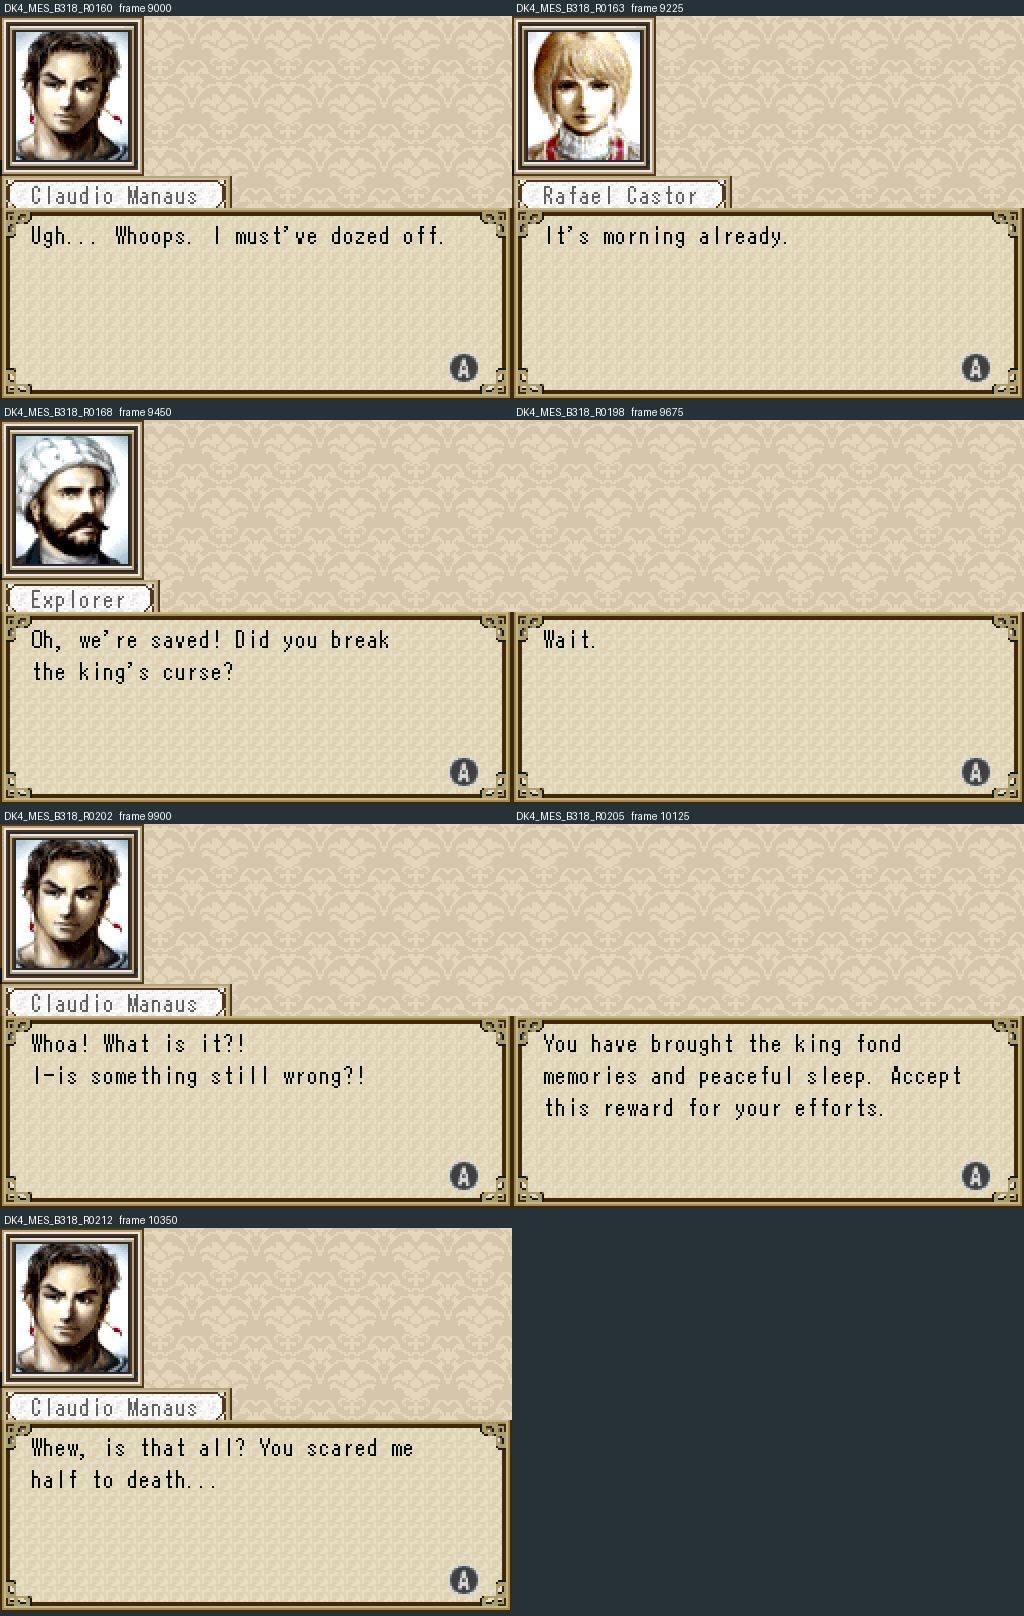 DK4_MES_B318_R0160 frame 9000
Claudio Manaus
Ugh... Whoops. I must've dozed off.
A
DK4_MES_B318_R0163 frame 9225
Rafael Castor
It's morning already.
A
DK4_MES_B318_R0168 frame 9450
Explorer
Oh, we're saved! Did you break
the king's curse?
A
DK4_MES_B318_R0198 frame 9675
Wait.
A
DK4_MES_B318_R0202 frame 9900
Claudio Manaus
Whoa! What is it?!
I-is something still wrong?!
A
DK4_MES_B318_R0205 frame 10125
You have brought the king fond
memories and peaceful sleep. Accept
this reward for your efforts.
A
DK4_MES_B318_R0212 frame 10350
Claudio Manaus
Whew, is that all? You scared me
half to death...
A